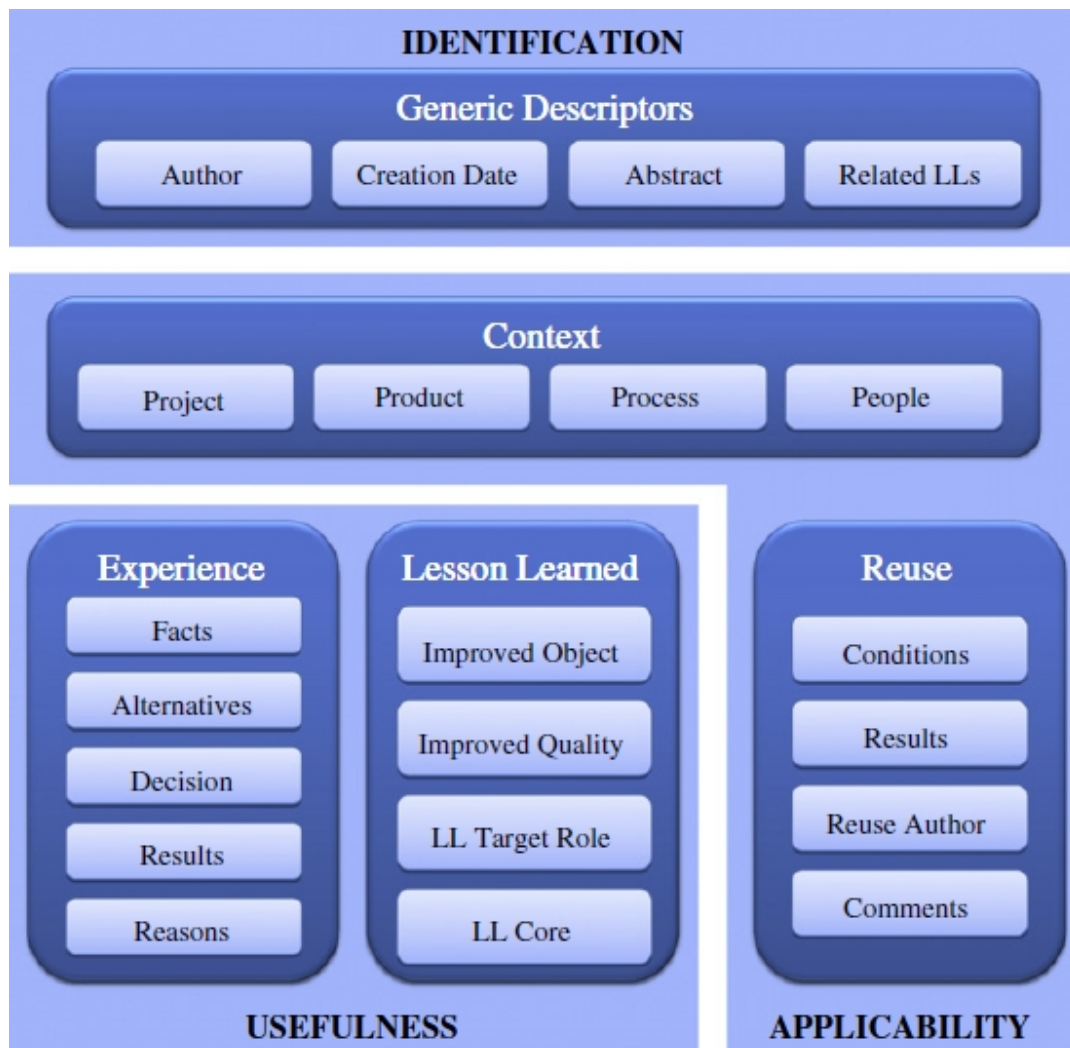 IDENTIFICATION
Generic Descriptors
Author
Creation Date
Abstract
Related LLs
Context
Project
Product
Process
People
Experience
Facts
Alternatives
Decision
Results
Reasons
Lesson Learned
Improved Object
Improved Quality
LL Target Role
LL Core
USEFULNESS
Reuse
Conditions
Results
Reuse Author
Comments
APPLICABILITY